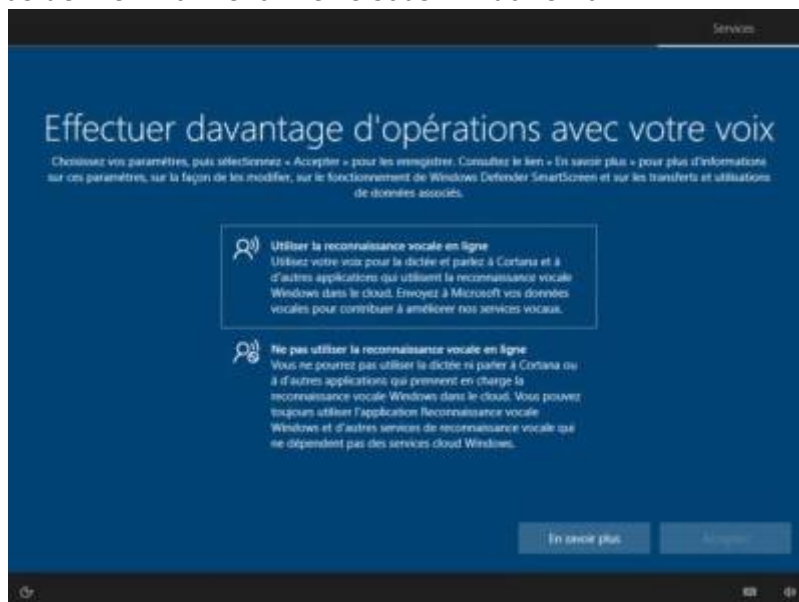 Services
Effectuer davantage d'opérations avec votre voix
Choisissez vos paramètres, puis sélectionnez « Accepter » pour les enregistrer. Consultez le lien « En savoir plus » pour plus d'informations
sur ces paramètres, sur la façon de les modifier, sur le fonctionnement de Windows Defender SmartScreen et sur les transferts et utilisations
de données associés.
Utiliser la reconnaissance vocale en ligne
Utilisez votre voix pour la dictée et parlez à Cortana et à
d'autres applications qui utilisent la reconnaissance vocale
Windows dans le cloud. Envoyez à Microsoft vos données
vocales pour contribuer à améliorer nos services vocaux.
Ne pas utiliser la reconnaissance vocale en ligne
Vous ne pourrez pas utiliser la dictée ni parler à Cortana ou
à d'autres applications qui prennent en charge la
reconnaissance vocale Windows dans le cloud. Vous pouvez
toujours utiliser l'application Reconnaissance vocale
Windows et d'autres services de reconnaissance vocale qui
ne dépendent pas des services cloud Windows.
En savoir plus
Accepter